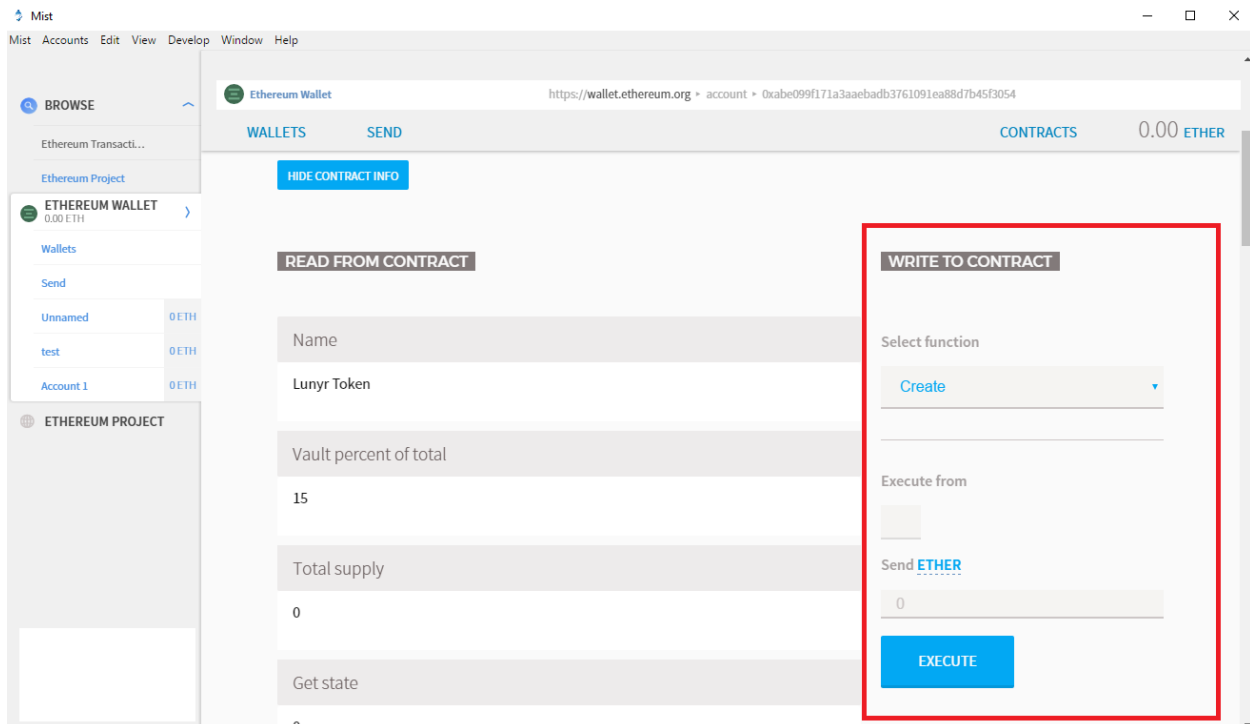 Mist
Mist Accounts Edit View Develop Window Help
BROWSE
Ethereum Transacti...
Ethereum Project
ETHEREUM WALLET
0.00 ETH
Wallets
Send
Unnamed 0 ETH
test 0 ETH
Account 1 0 ETH
ETHEREUM PROJECT
Ethereum Wallet https://wallet.ethereum.org ▸ account ▸ 0xabe099f171a3aaebadb3761091ea88d7b45f3054
WALLETS SEND CONTRACTS 0.00 ETHER
HIDE CONTRACT INFO
READ FROM CONTRACT
Name
Lunyr Token
Vault percent of total
15
Total supply
0
Get state
WRITE TO CONTRACT
Select function
Create
Execute from
Send ETHER
0
EXECUTE